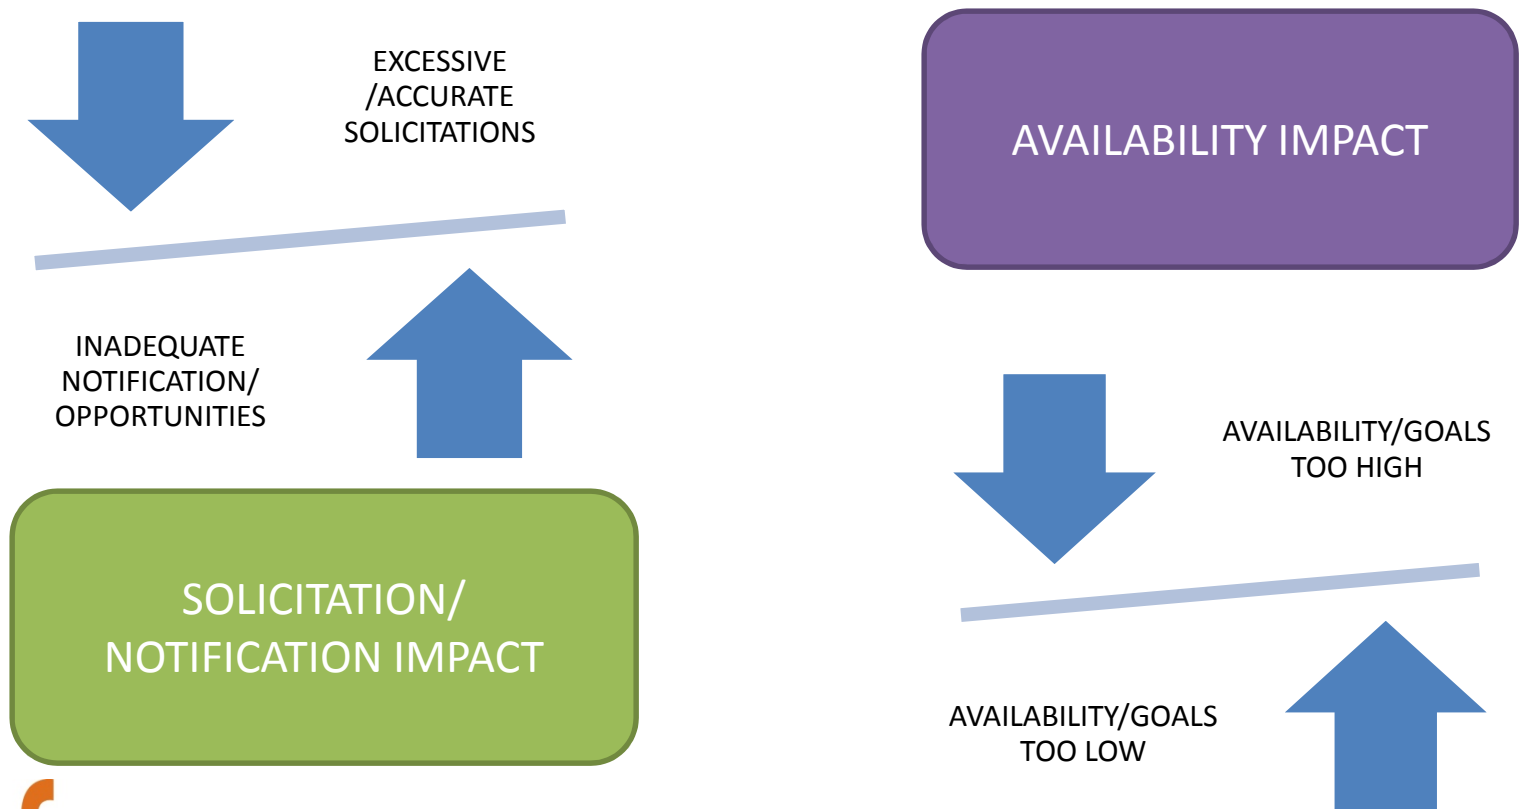 EXCESSIVE
/ACCURATE
SOLICITATIONS
INADEQUATE
NOTIFICATION/
OPPORTUNITIES
SOLICITATION/
NOTIFICATION IMPACT
AVAILABILITY IMPACT
AVAILABILITY/GOALS
TOO HIGH
AVAILABILITY/GOALS
TOO LOW